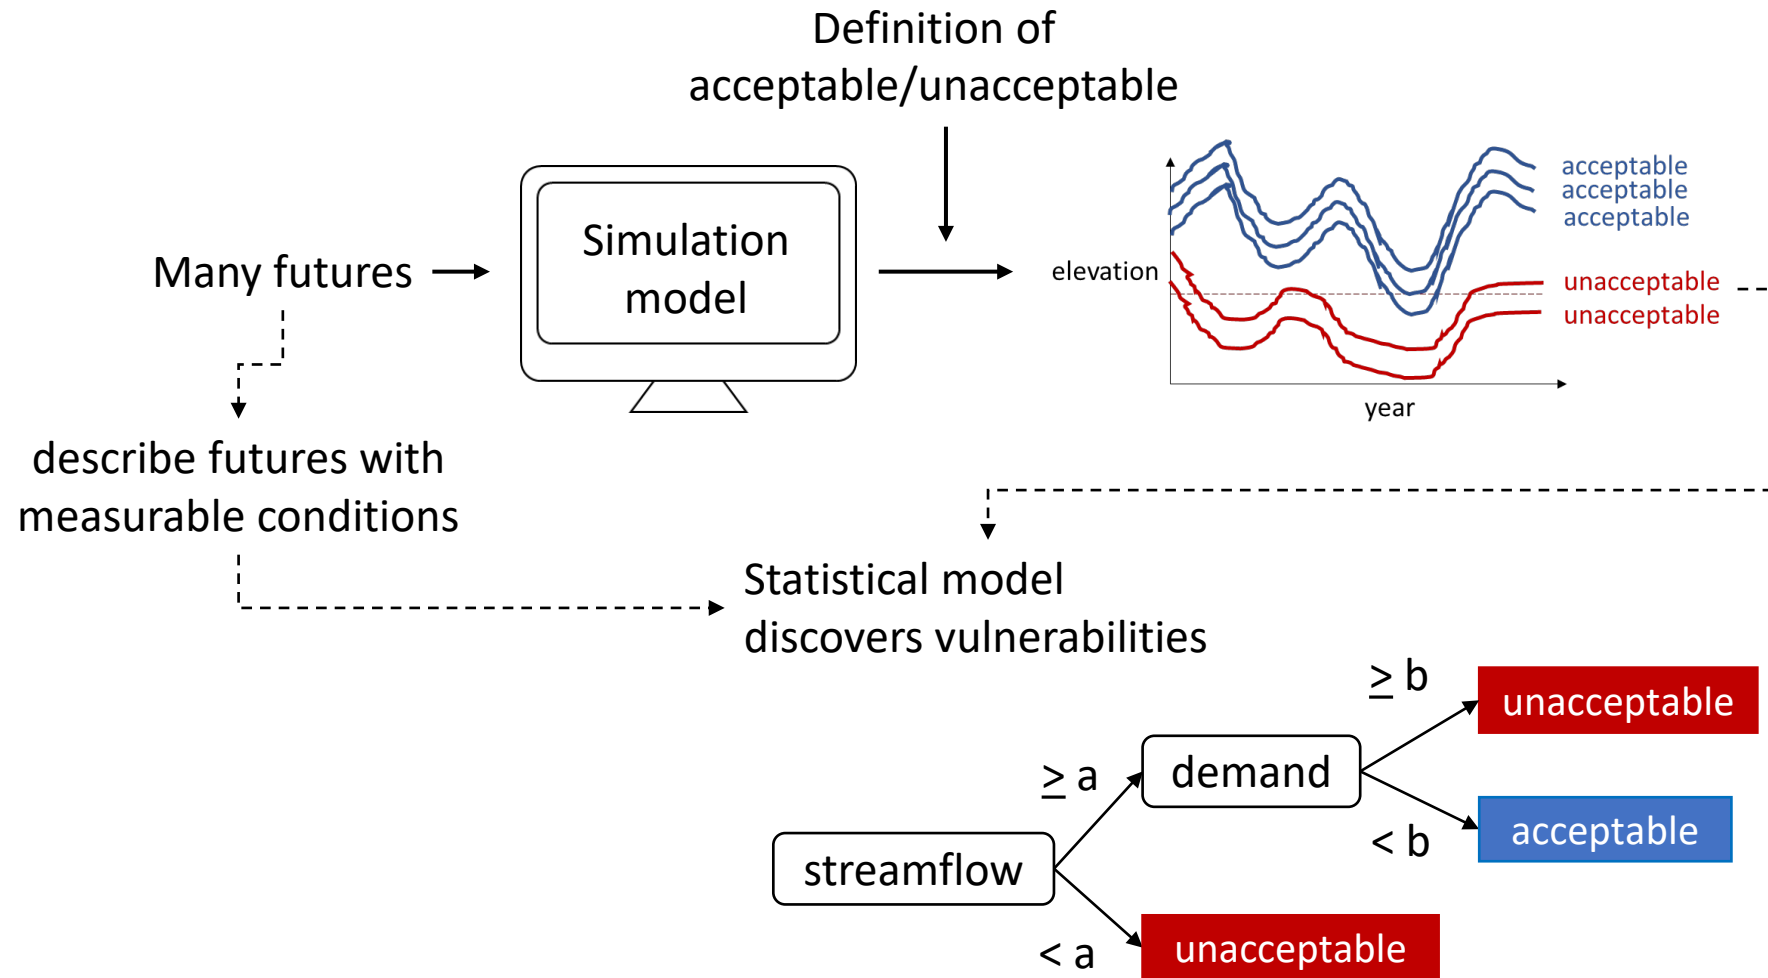 Definition of
acceptable/unacceptable
Many futures
Simulation
model
elevation
acceptable
acceptable
acceptable
unacceptable
unacceptable
year
describe futures with
measurable conditions
Statistical model
discovers vulnerabilities
≥ b
unacceptable
≥ a
demand
< b
acceptable
streamflow
< a
unacceptable